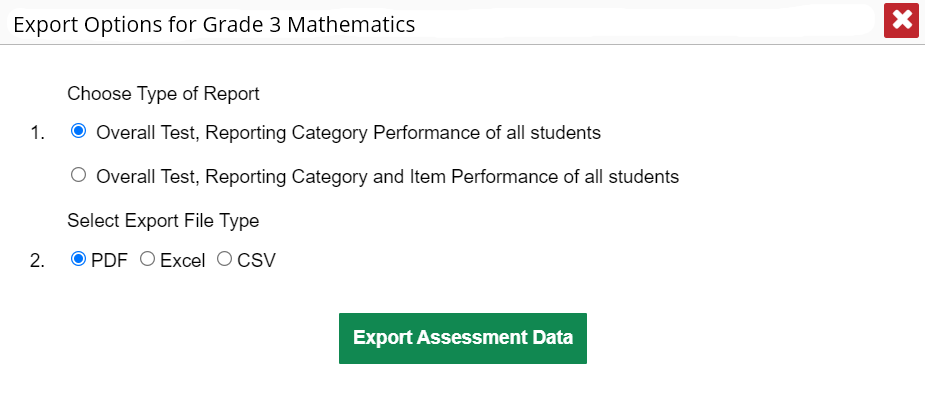 Export Options for Grade 3 Mathematics
Choose Type of Report
1. Overall Test, Reporting Category Performance of all students
Overall Test, Reporting Category and Item Performance of all students
Select Export File Type
2. PDF Excel CSV
Export Assessment Data